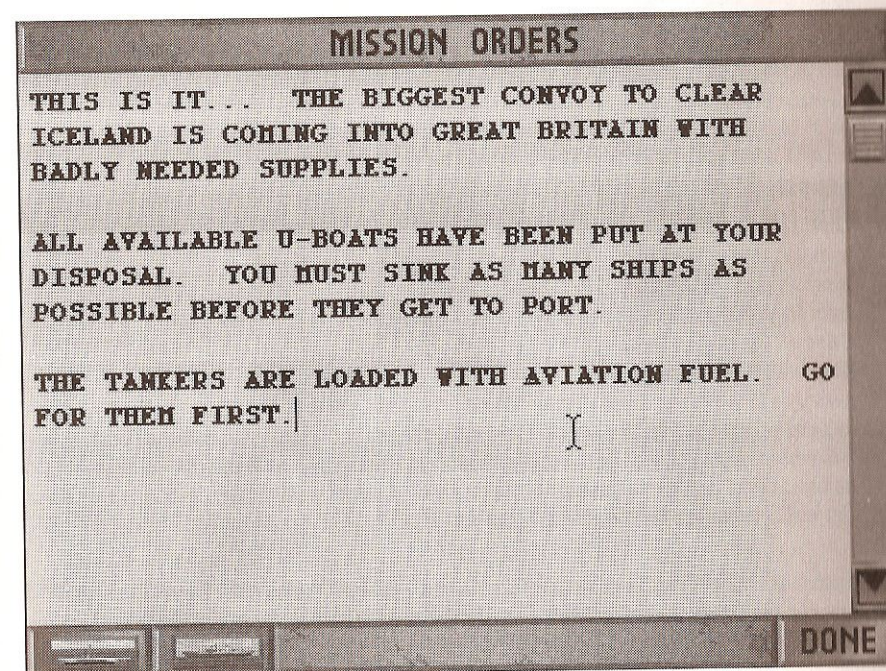 MISSION ORDERS
THIS IS IT... THE BIGGEST CONVOY TO CLEAR
ICELAND IS COMING INTO GREAT BRITAIN WITH
BADLY NEEDED SUPPLIES.
ALL AVAILABLE U-BOATS HAVE BEEN PUT AT YOUR
DISPOSAL. YOU MUST SINK AS MANY SHIPS AS
POSSIBLE BEFORE THEY GET TO PORT.
THE TANKERS ARE LOADED WITH AVIATION FUEL. GO
FOR THEM FIRST.
DONE